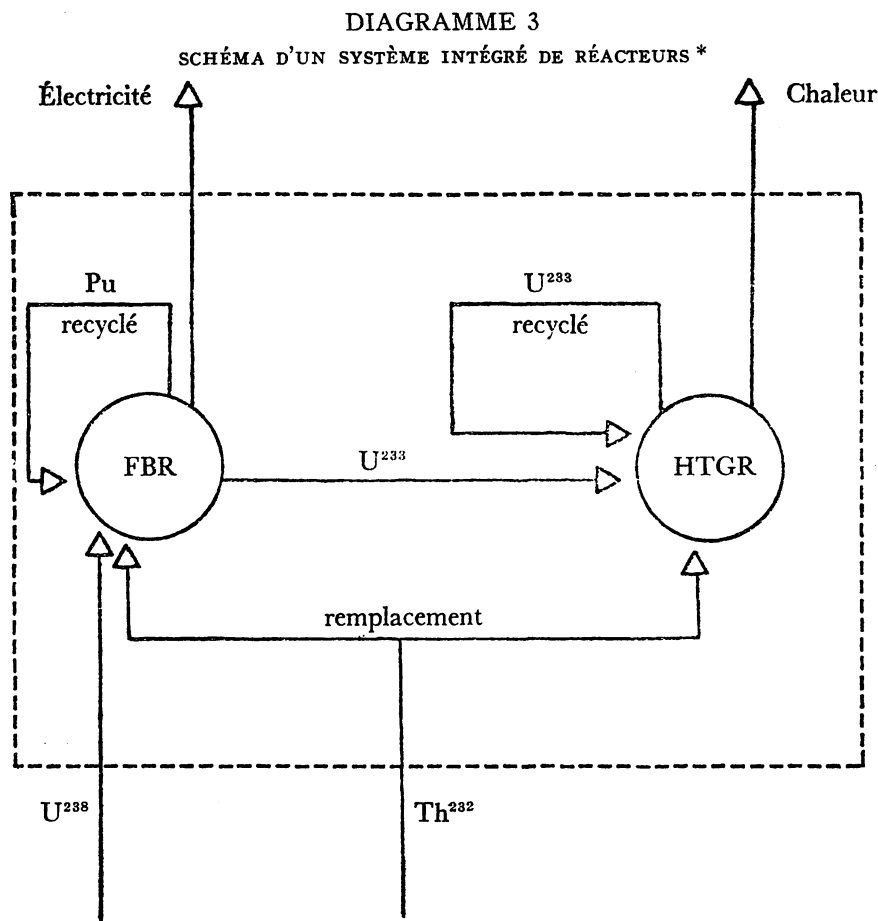 DIAGRAMME 3
SCHÉMA D'UN SYSTÈME INTÉGRÉ DE RÉACTEURS *
Électricité
Chaleur
Pu
recyclé
U²³³
recyclé
FBR
U²³³
HTGR
remplacement
U²³⁸
Th²³²